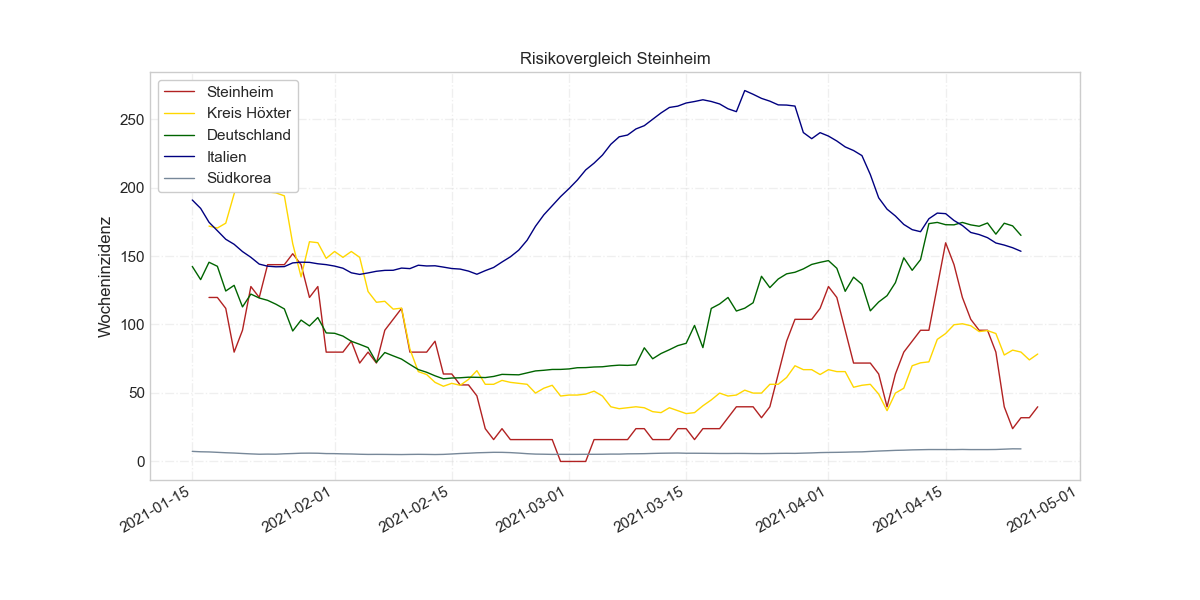 Risikovergleich Steinheim
Steinheim
Kreis Höxter
Deutschland
Italien
Südkorea
Wocheninzidenz
250
200
150
100
50
0
2021-01-15
2021-02-01
2021-02-15
2021-03-01
2021-03-15
2021-04-01
2021-04-15
2021-05-01